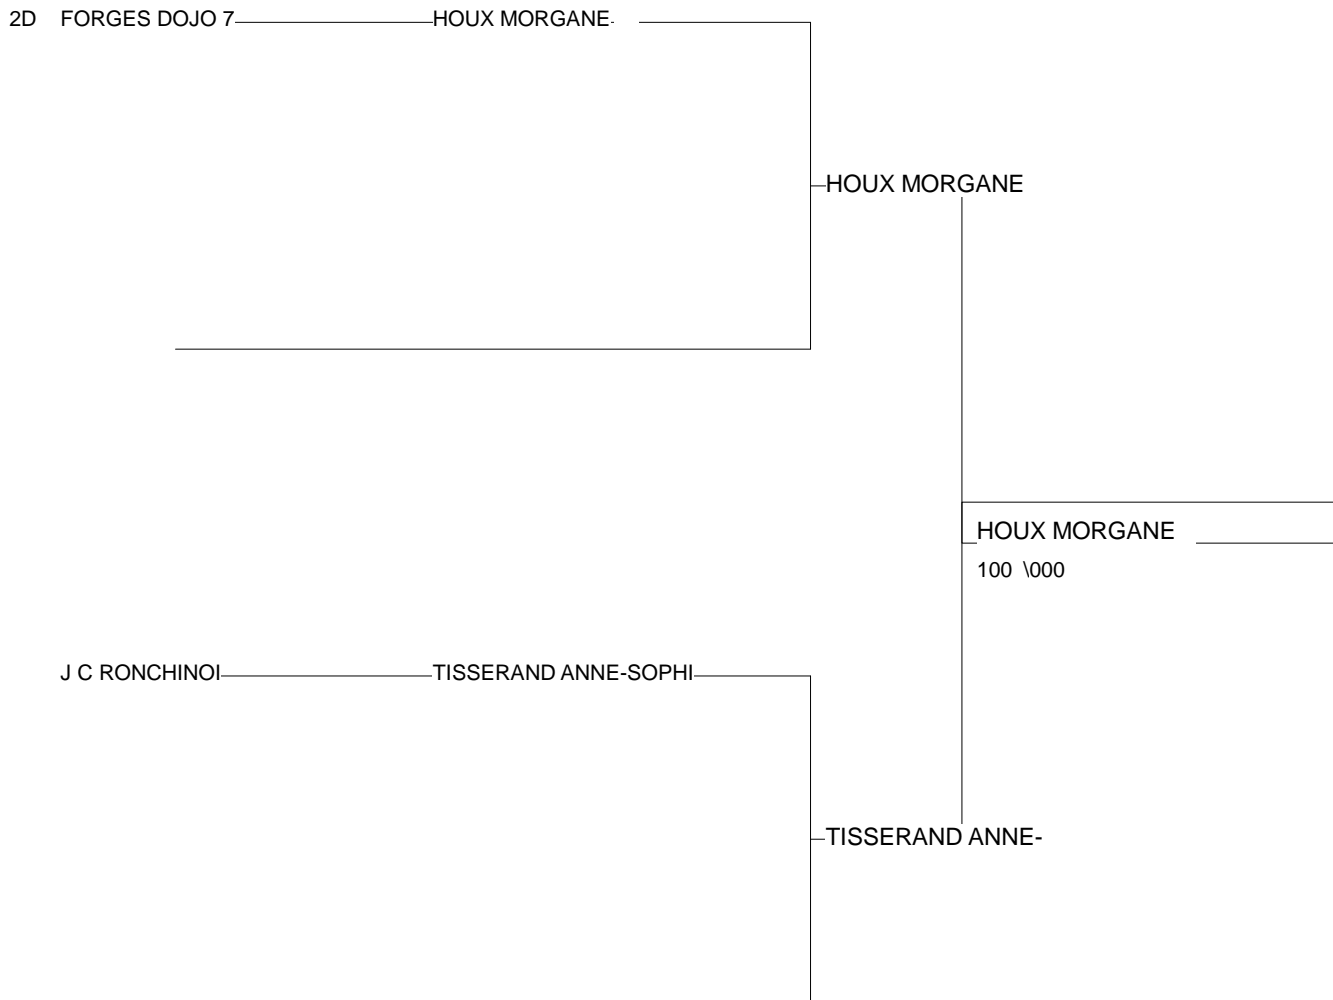 2D FORGES DOJO 7 HOUX MORGANE
HOUX MORGANE
HOUX MORGANE
100 \000
J C RONCHINOI TISSERAND ANNE-SOPHI
TISSERAND ANNE-